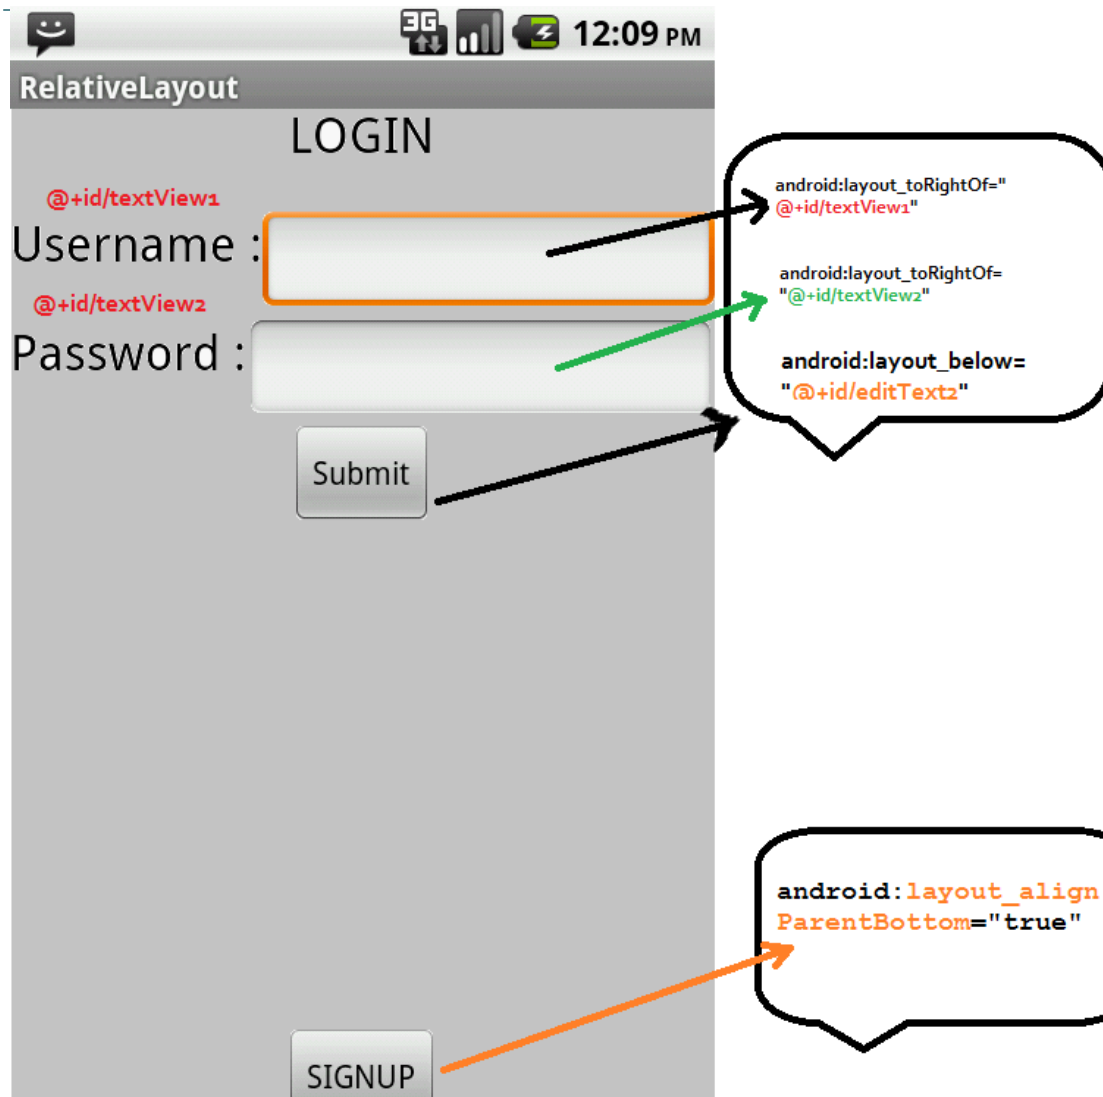 3G 12:09 PM
RelativeLayout
LOGIN
@+id/textView1
Username :
@+id/textView2
Password :
Submit
SIGNUP
android:layout_toRightOf="
@+id/textView1"
android:layout_toRightOf=
"@+id/textView2"
android:layout_below=
"@+id/editText2"
android:layout_align
ParentBottom="true"